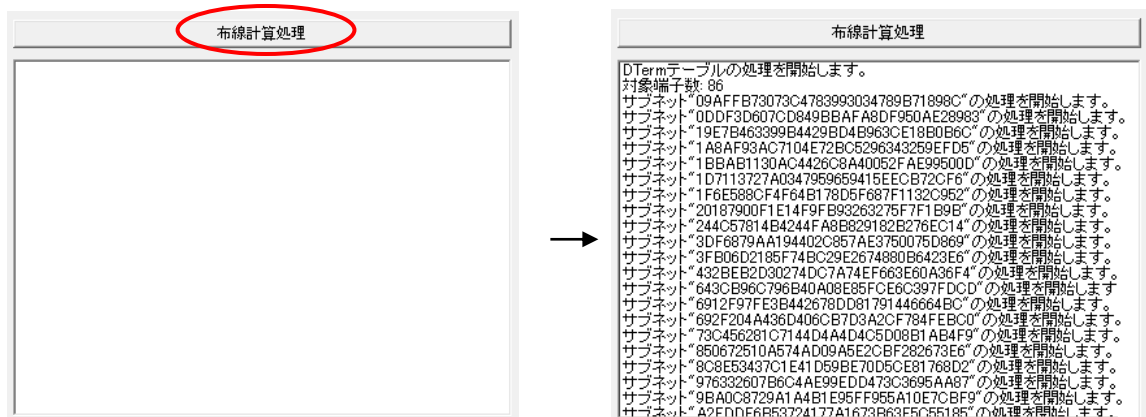 布線計算処理
布線計算処理
DTermテーブルの処理を開始します。
対象端子数: 86
サブネット"09AFFB73073C4783993034789B71898C"の処理を開始します。
サブネット"0DDF3D607CD849BBAFA8DF950AE28983"の処理を開始します。
サブネット"19E7B463399B4429BD4B963CE18B0B6C"の処理を開始します。
サブネット"1A8AF93AC7104E72BC5296343259EFD5"の処理を開始します。
サブネット"1BBAB1130AC4426C8A40052FAE99500D"の処理を開始します。
サブネット"1D7113727A0347959659415EECB72CF6"の処理を開始します。
サブネット"1F6E588CF4F64B178D5F687F1132C952"の処理を開始します。
サブネット"20187900F1E14F9FB93263275F7F1B9B"の処理を開始します。
サブネット"244C57814B4244FA8B829182B276EC14"の処理を開始します。
サブネット"3DF6879AA194402C857AE3750075D869"の処理を開始します。
サブネット"3FB06D2185F74BC29E2674880B6423E6"の処理を開始します。
サブネット"432BEB2D30274DC7A74EF663E60A36F4"の処理を開始します。
サブネット"643CB96C796B40A08E85FCE6C397FDCD"の処理を開始します
サブネット"6912F97FE3B442678DD81791446664BC"の処理を開始します。
サブネット"692F204A436D406CB7D3A2CF784FEBC0"の処理を開始します。
サブネット"73C456281C7144D4A4D4C5D08B1AB4F9"の処理を開始します。
サブネット"850672510A574AD09A5E2CBF282673E6"の処理を開始します。
サブネット"8C8E53437C1E41D59BE70D5CE81768D2"の処理を開始します。
サブネット"976332607B6C4AE99EDD473C3695AA87"の処理を開始します。
サブネット"9BA0C8729A1A4B1E95FF955A10E7CBF9"の処理を開始します。
サブネット"A2FDDF6B53724177A1673B63F5C55185"の処理を開始します。